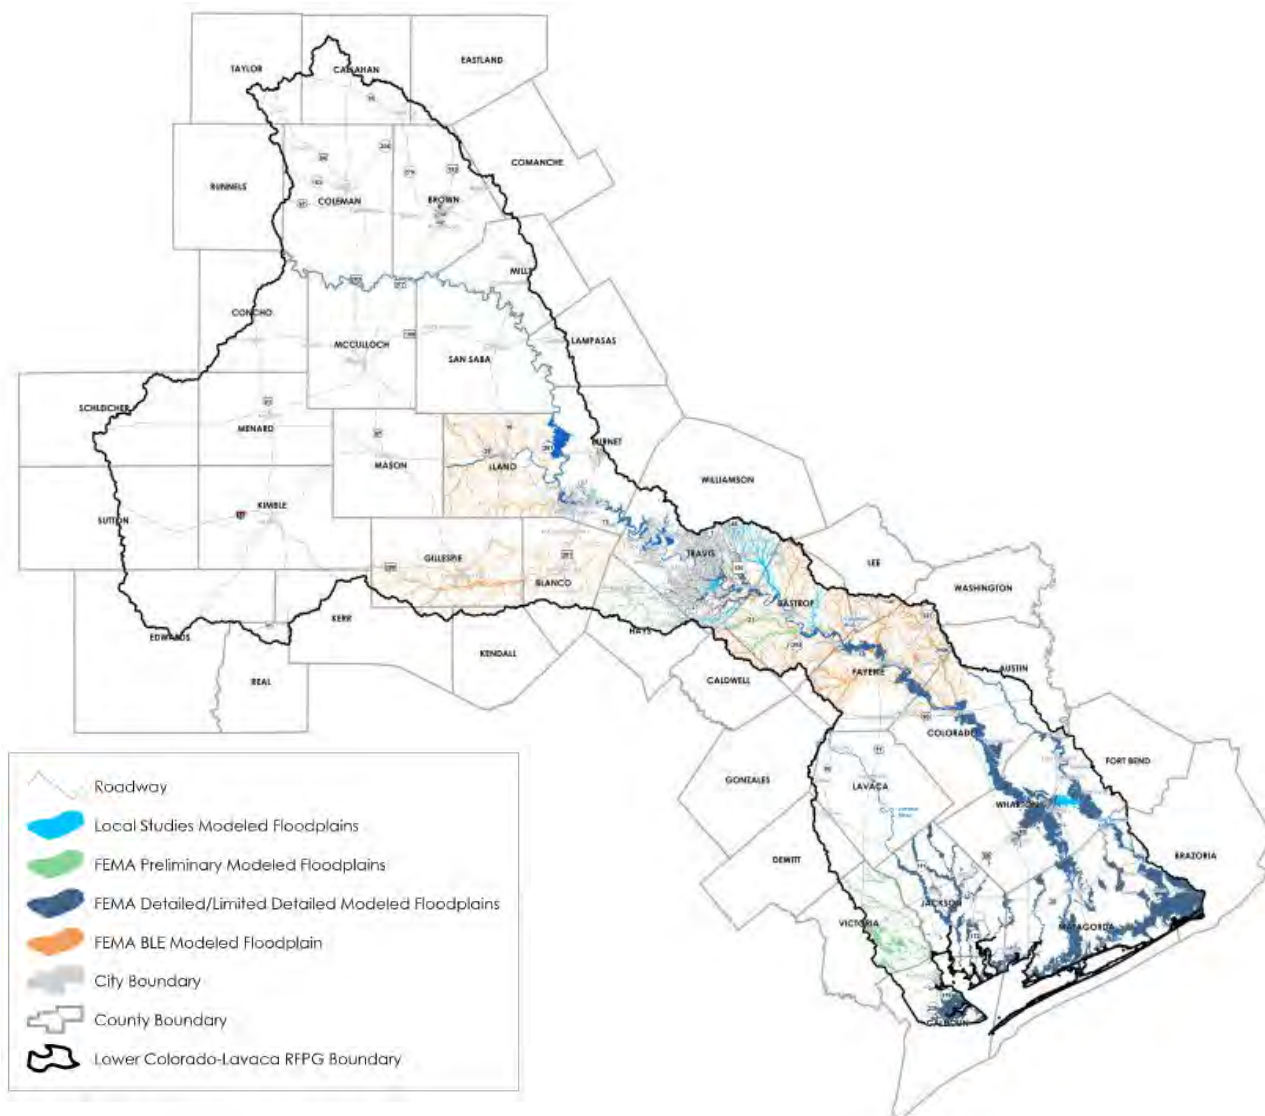 EASTLAND
TAYLOR
CALLAHAN
COMANCHE
RUNNELS
COLEMAN
BROWN
MILLS
CONCHO
LAMPASAS
MCCULLOCH
SAN SABA
SCHLEICHER
MENARD
BURNET
MASON
LLANO
WILLIAMSON
KIMBLE
SUTTON
TRAVIS
GILLESPIE
BLANCO
LEE
WASHINGTON
BASTROP
KERR
HAYS
EDWARDS
KENDALL
AUSTIN
FAYETTE
CALDWELL
REAL
COLORADO
FORT BEND
GONZALES
LAVACA
WHARTON
DEWITT
BRAZORIA
JACKSON
VICTORIA
MATAGORDA
CALHOUN
Roadway
Local Studies Modeled Floodplains
FEMA Preliminary Modeled Floodplains
FEMA Detailed/Limited Detailed Modeled Floodplains
FEMA BLE Modeled Floodplain
City Boundary
County Boundary
Lower Colorado-Lavaca RFPG Boundary